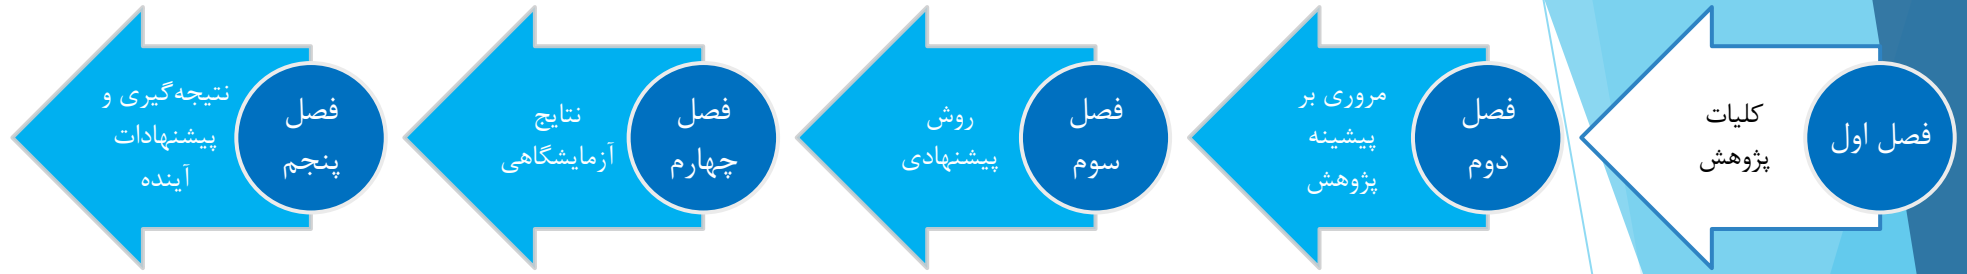 فصل اول
کلیات
پژوهش
فصل
دوم
مروری بر
پیشینه
پژوهش
فصل
سوم
روش
پیشنهادی
فصل
چهارم
نتایج
آزمایشگاهی
فصل
پنجم
نتیجه‌گیری و
پیشنهادات
آینده